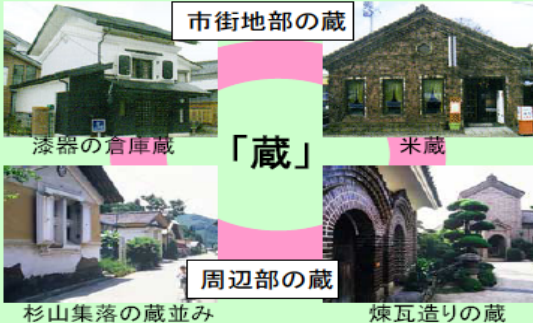 市街地部の蔵
漆器の倉庫蔵
「蔵」
米蔵
周辺部の蔵
杉山集落の蔵並み
煉瓦造りの蔵